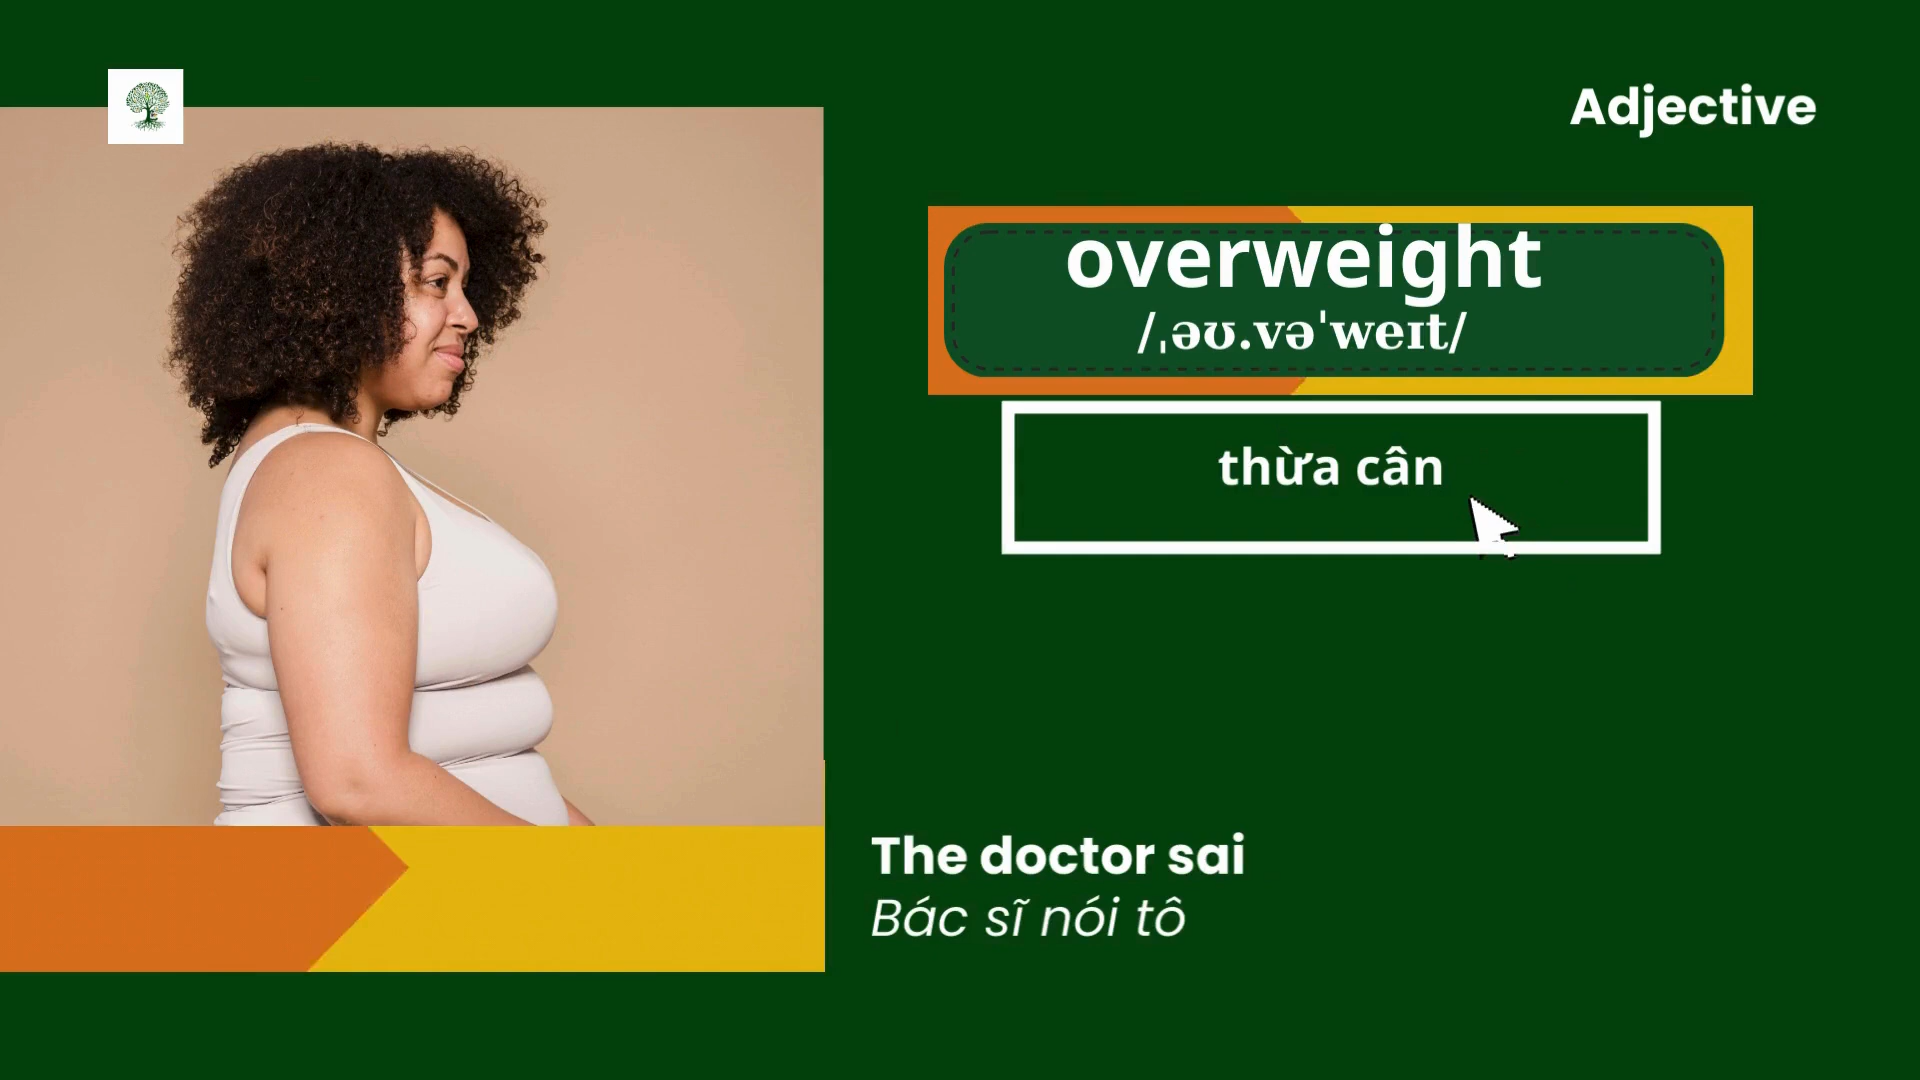 Adjective
overweight
/ˌəʊ.vəˈweɪt/
thừa cân
The doctor sai
Bác sĩ nói tô